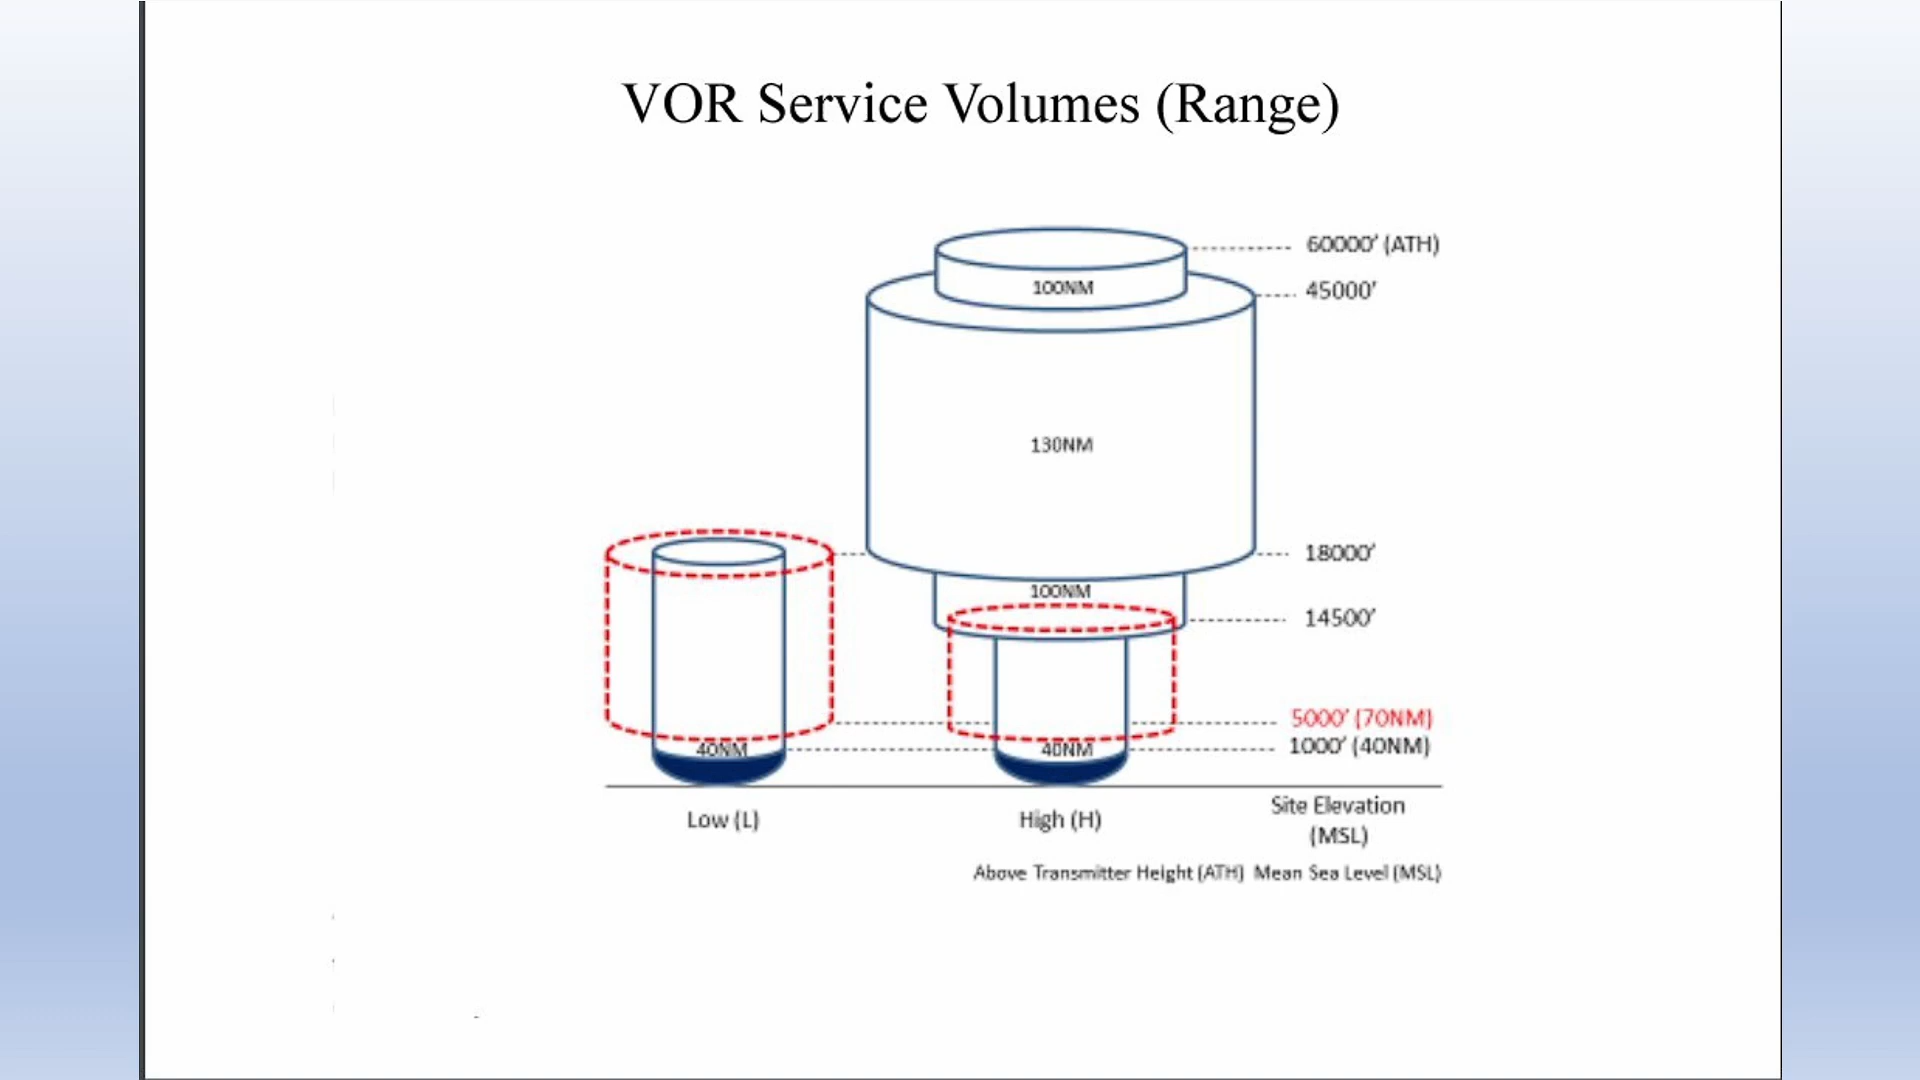 VOR Service Volumes (Range)
60000’ (ATH)
100NM
45000’
130NM
18000’
100NM
14500’
5000’ (70NM)
40NM
40NM
1000’ (40NM)
Low (L)
High (H)
Site Elevation
(MSL)
Above Transmitter Height (ATH) Mean Sea Level (MSL)